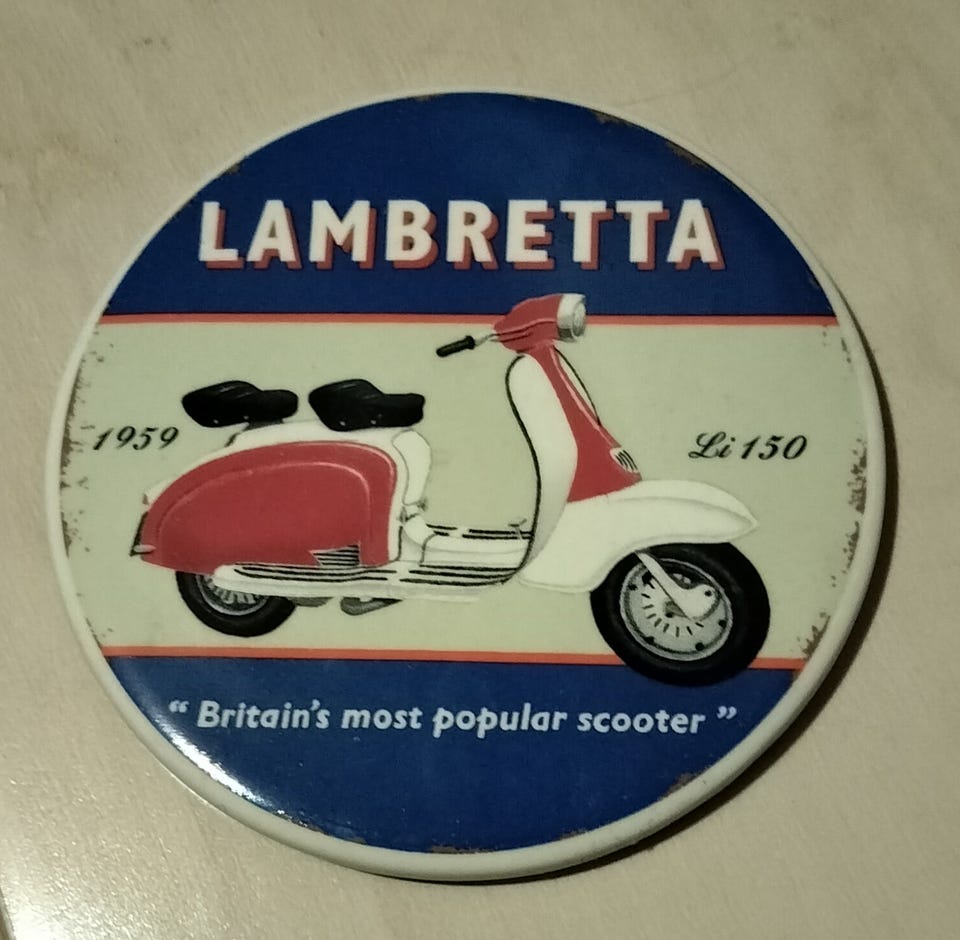 LAMBRETTA
1959
Li 150
“ Britain's most popular scooter ”